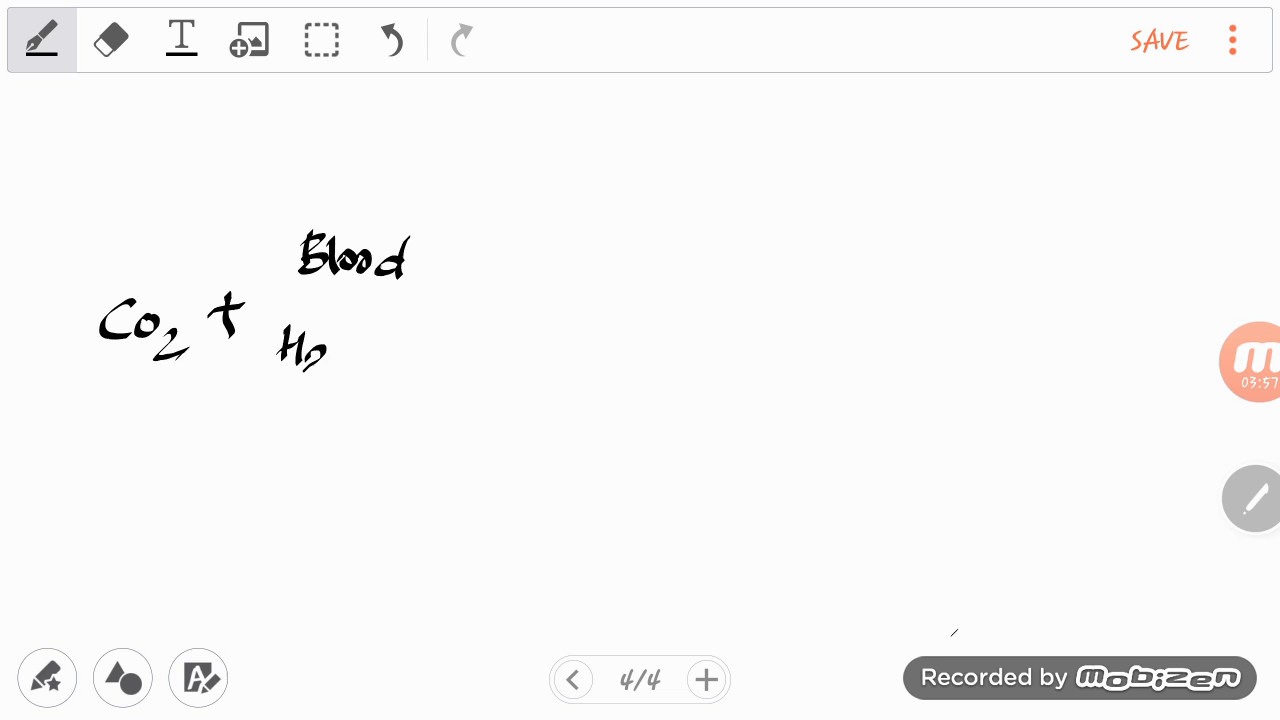 T
SAVE
Blood
Co2 + H2
03:57
A
4/4
Recorded by mobizen